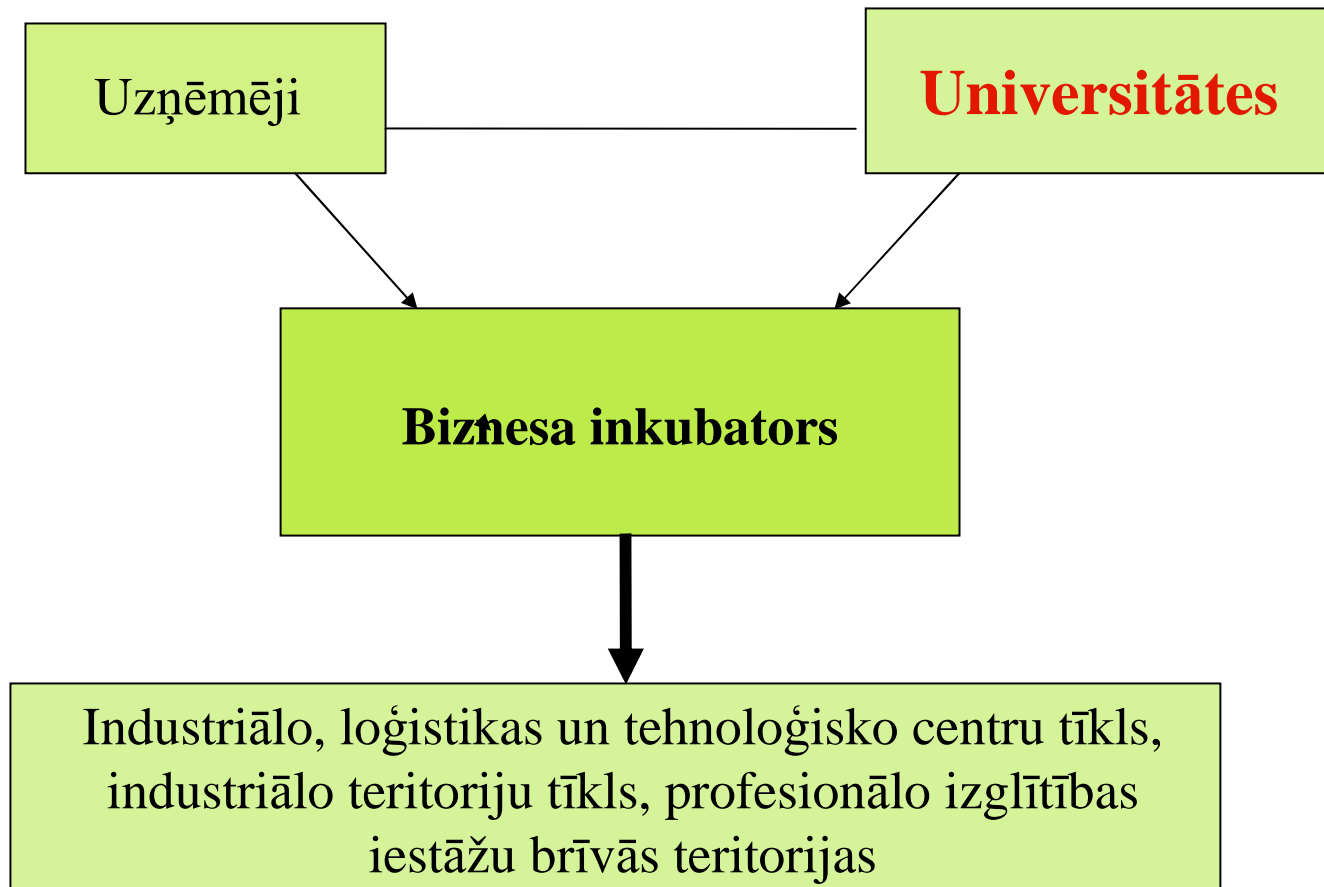 Uzņēmēji
Universitātes
Biznesa inkubators
Industriālo, loģistikas un tehnoloģisko centru tīkls,
industriālo teritoriju tīkls, profesionālo izglītības
iestāžu brīvās teritorijas